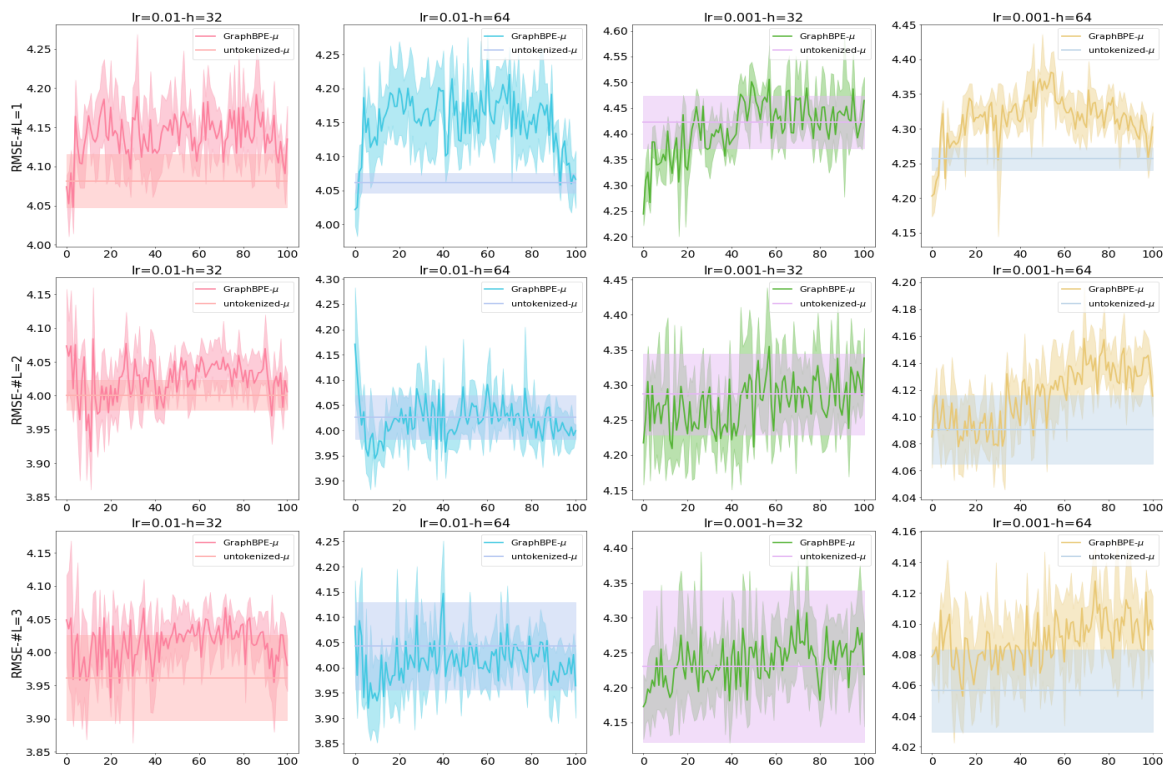 lr=0.01-h=32
RMSE-#L=1
4.25
4.20
4.15
4.10
4.05
4.00
0 20 40 60 80 100
GraphBPE-μ
untokenized-μ
lr=0.01-h=64
4.25
4.20
4.15
4.10
4.05
4.00
0 20 40 60 80 100
GraphBPE-μ
untokenized-μ
lr=0.001-h=32
4.60
4.55
4.50
4.45
4.40
4.35
4.30
4.25
4.20
0 20 40 60 80 100
GraphBPE-μ
untokenized-μ
lr=0.001-h=64
4.45
4.40
4.35
4.30
4.25
4.20
4.15
0 20 40 60 80 100
GraphBPE-μ
untokenized-μ
lr=0.01-h=32
RMSE-#L=2
4.15
4.10
4.05
4.00
3.95
3.90
3.85
0 20 40 60 80 100
GraphBPE-μ
untokenized-μ
lr=0.01-h=64
4.30
4.25
4.20
4.15
4.10
4.05
4.00
3.95
3.90
0 20 40 60 80 100
GraphBPE-μ
untokenized-μ
lr=0.001-h=32
4.45
4.40
4.35
4.30
4.25
4.20
4.15
0 20 40 60 80 100
GraphBPE-μ
untokenized-μ
lr=0.001-h=64
4.20
4.18
4.16
4.14
4.12
4.10
4.08
4.06
4.04
0 20 40 60 80 100
GraphBPE-μ
untokenized-μ
lr=0.01-h=32
RMSE-#L=3
4.15
4.10
4.05
4.00
3.95
3.90
3.85
0 20 40 60 80 100
GraphBPE-μ
untokenized-μ
lr=0.01-h=64
4.25
4.20
4.15
4.10
4.05
4.00
3.95
3.90
3.85
0 20 40 60 80 100
GraphBPE-μ
untokenized-μ
lr=0.001-h=32
4.40
4.35
4.30
4.25
4.20
4.15
0 20 40 60 80 100
GraphBPE-μ
untokenized-μ
lr=0.001-h=64
4.16
4.14
4.12
4.10
4.08
4.06
4.04
4.02
0 20 40 60 80 100
GraphBPE-μ
untokenized-μ